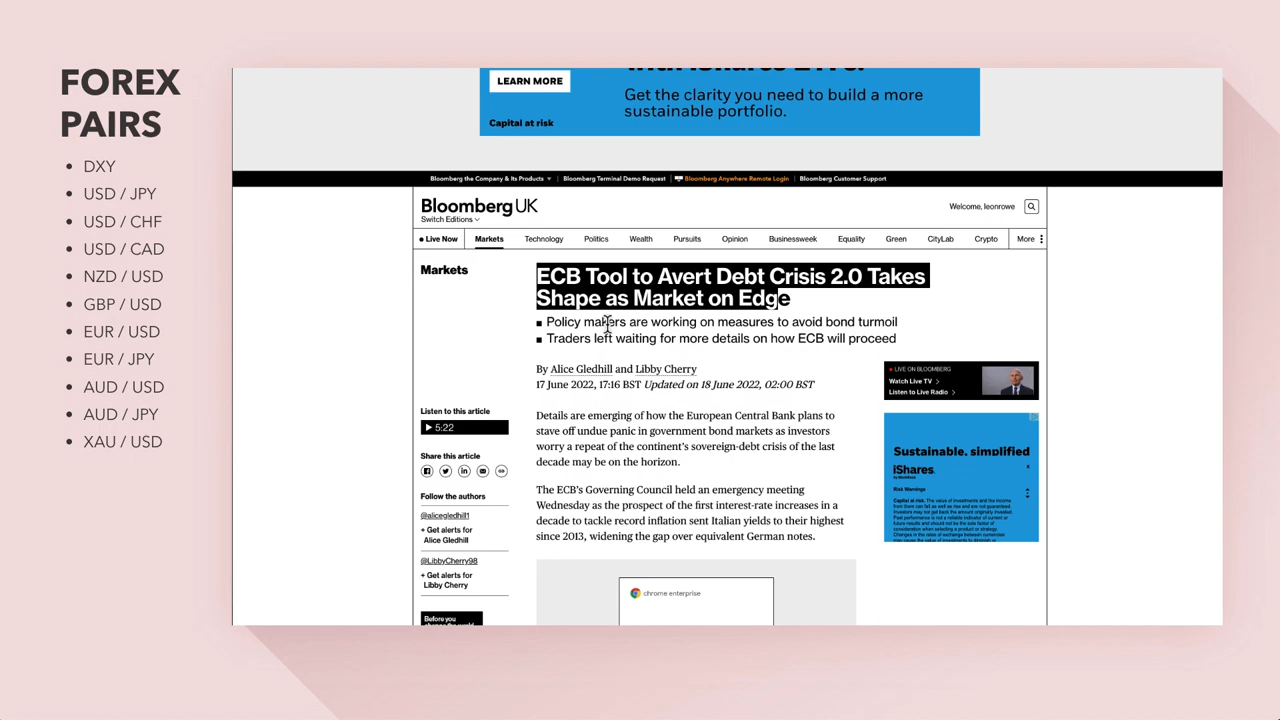 FOREX
PAIRS
• DXY
• USD / JPY
• USD / CHF
• USD / CAD
• NZD / USD
• GBP / USD
• EUR / USD
• EUR / JPY
• AUD / USD
• AUD / JPY
• XAU / USD
LEARN MORE
Capital at risk
Get the clarity you need to build a more
sustainable portfolio.
Bloomberg the Company & Its Products
Bloomberg Terminal Demo Request
Bloomberg Anywhere Remote Login
Bloomberg Customer Support
Bloomberg UK
Switch Editions
Welcome, leonrowe
Live Now
Markets
Technology
Politics
Wealth
Pursuits
Opinion
Businessweek
Equality
Green
CityLab
Crypto
More
Markets
ECB Tool to Avert Debt Crisis 2.0 Takes
Shape as Market on Edge
Policy makers are working on measures to avoid bond turmoil
Traders left waiting for more details on how ECB will proceed
By Alice Gledhill and Libby Cherry
17 June 2022, 17:16 BST Updated on 18 June 2022, 02:00 BST
Listen to this article
5:22
Share this article
Follow the authors
@alicegledhill1
+ Get alerts for
Alice Gledhill
@LibbyCherry98
+ Get alerts for
Libby Cherry
Before you
Details are emerging of how the European Central Bank plans to
stave off undue panic in government bond markets as investors
worry a repeat of the continent's sovereign-debt crisis of the last
decade may be on the horizon.
The ECB's Governing Council held an emergency meeting
Wednesday as the prospect of the first interest-rate increases in a
decade to tackle record inflation sent Italian yields to their highest
since 2013, widening the gap over equivalent German notes.
chrome enterprise
LIVE ON BLOOMBERG
Watch Live TV
Listen to Live Radio
Sustainable, simplified
iShares
by BlackRock
Risk Warnings